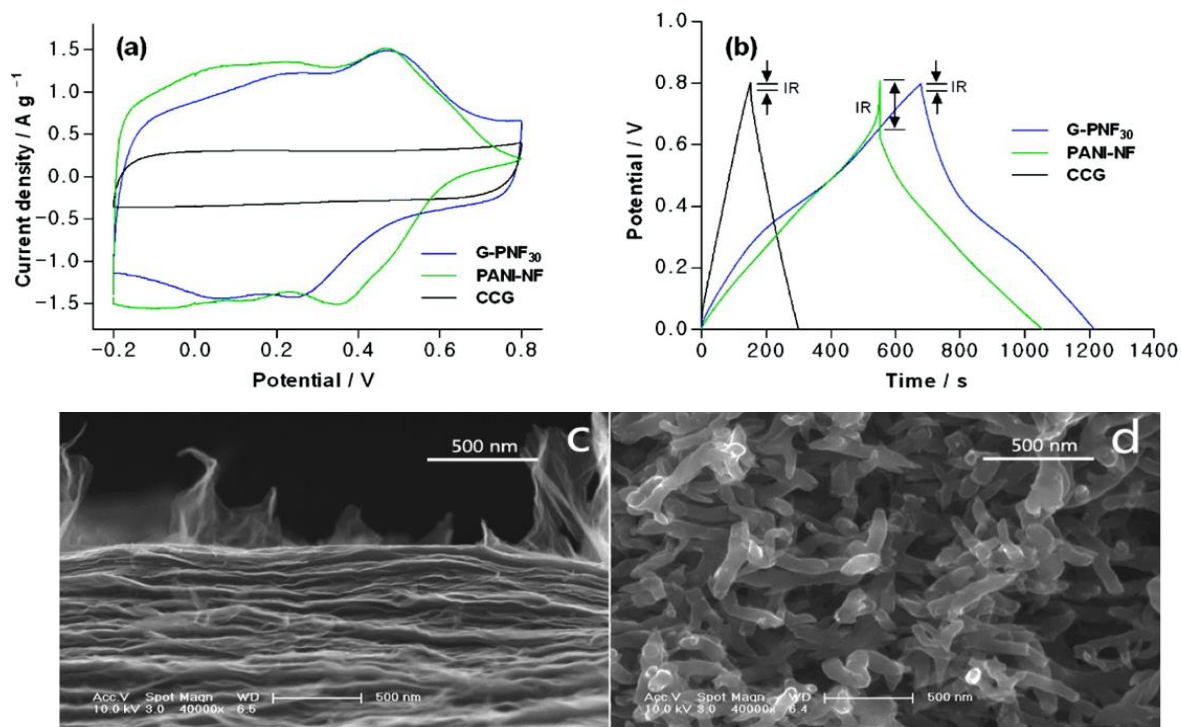 (a)
1.5
1.0
0.5
0.0
−0.5
−1.0
−1.5
Current density / A g⁻¹
G-PNF₃₀
PANI-NF
CCG
−0.2 0.0 0.2 0.4 0.6 0.8
Potential / V
(b)
1.0
0.8
0.6
0.4
0.2
0.0
Potential / V
IR
IR
IR
G-PNF₃₀
PANI-NF
CCG
0 200 400 600 800 1000 1200 1400
Time / s
500 nm
c
Acc.V Spot Magn WD
10.0 kV 3.0 40000x 6.5
500 nm
500 nm
d
Acc.V Spot Magn WD
10.0 kV 3.0 40000x 6.4
500 nm